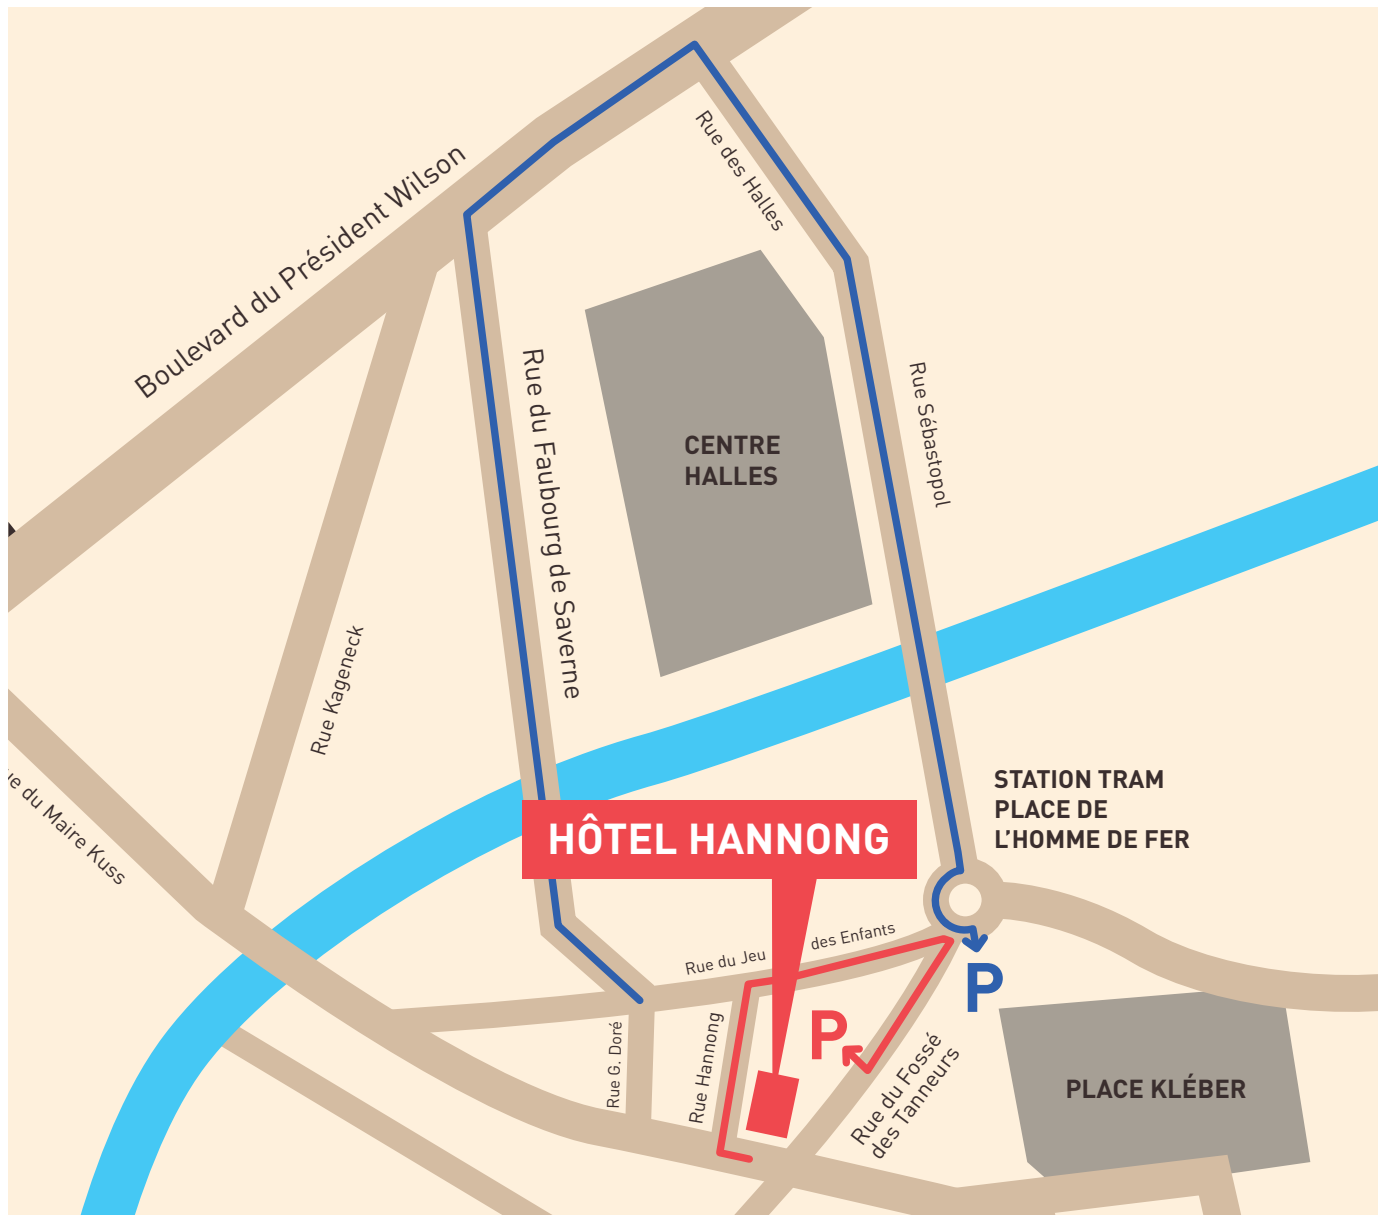 Boulevard du Président Wilson
Rue des Halles
Rue du Faubourg de Saverne
CENTRE
HALLES
Rue Sébastopol
Rue Kageneck
ue du Maire Kuss
STATION TRAM
PLACE DE
L'HOMME DE FER
HÔTEL HANNONG
Rue du Jeu des Enfants
P
P
Rue G. Doré
Rue Hannong
Rue du Fossé
des Tanneurs
PLACE KLÉBER